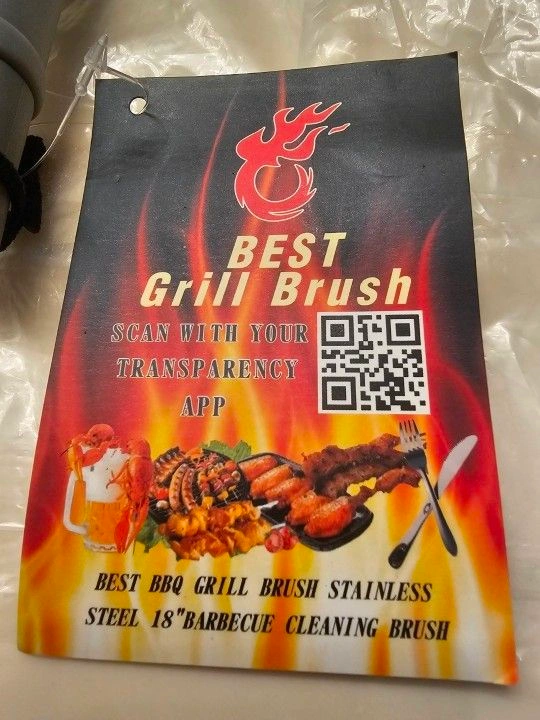 BEST
Grill Brush
SCAN WITH YOUR
TRANSPARENCY
APP
BEST BBQ GRILL BRUSH STAINLESS
STEEL 18"BARBECUE CLEANING BRUSH